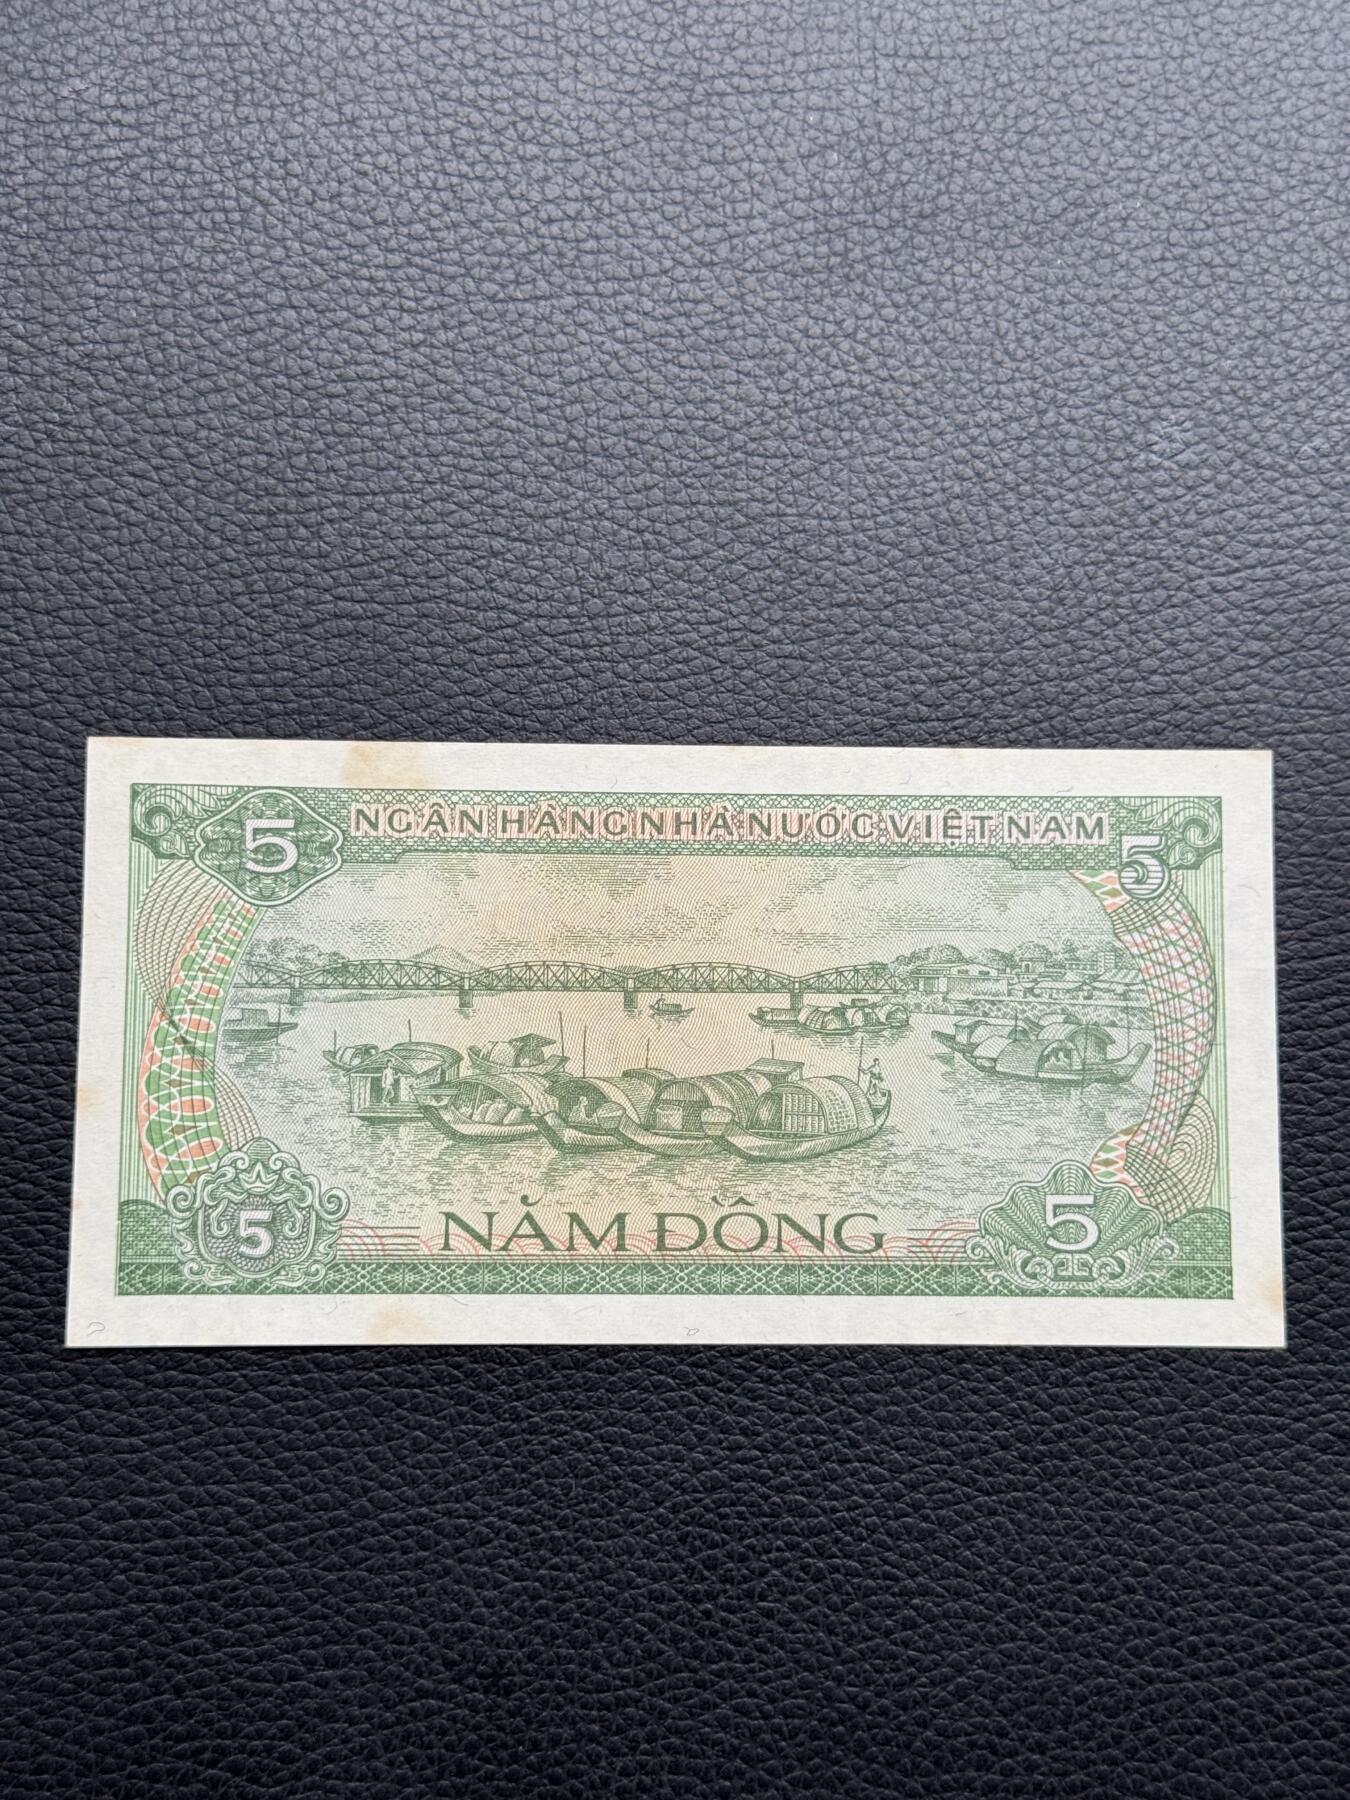 5 NGÂN HÀNG NHÀ NƯỚC VIỆT NAM 5
5 NĂM ĐỒNG 5